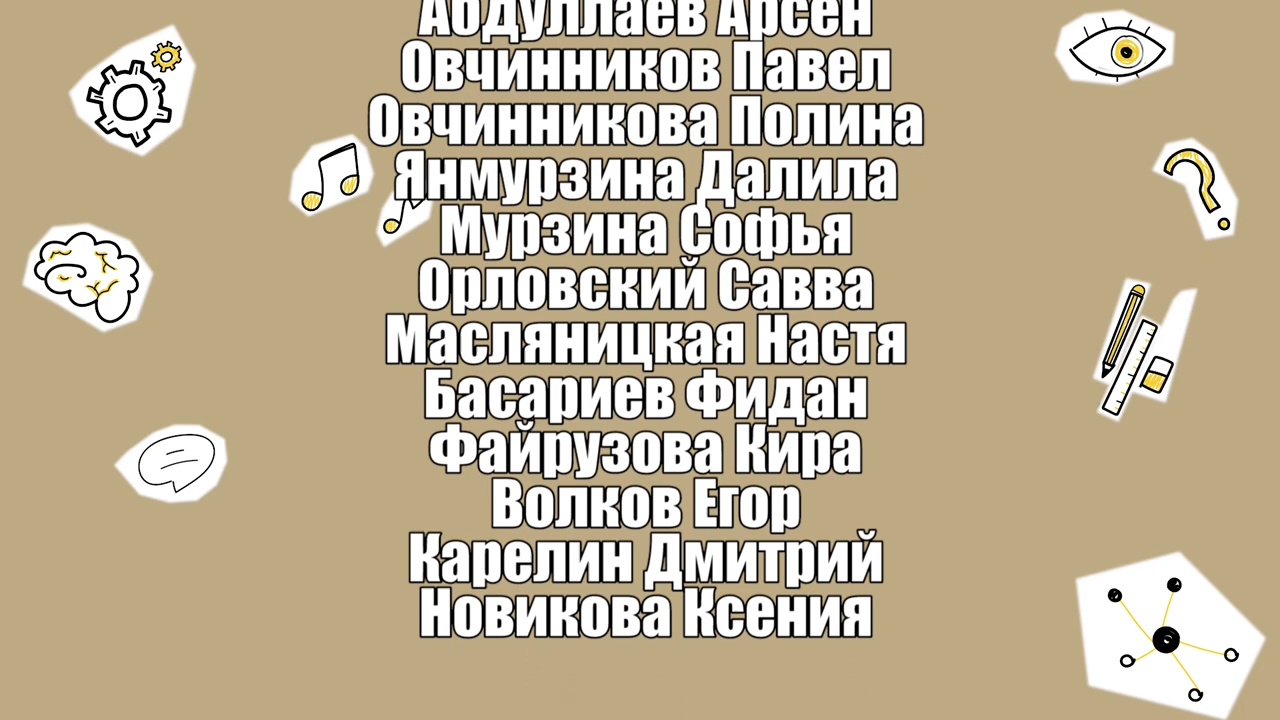 Абдуллаев Арсен
Овчинников Павел
Овчинникова Полина
Янмурзина Далила
Мурзина Софья
Орловский Савва
Масляницкая Настя
Басариев Фидан
Файрузова Кира
Волков Егор
Карелин Дмитрий
Новикова Ксения